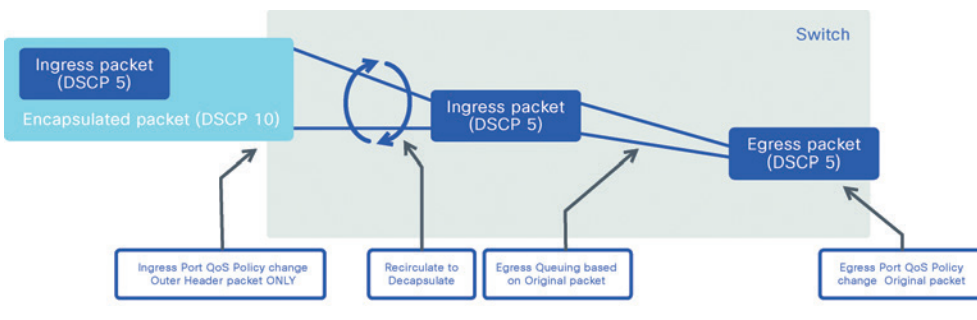 Switch
Ingress packet
(DSCP 5)
Encapsulated packet (DSCP 10)
Ingress packet
(DSCP 5)
Egress packet
(DSCP 5)
Ingress Port QoS Policy change
Outer Header packet ONLY
Recirculate to
Decapsulate
Egress Queuing based
on Original packet
Egress Port QoS Policy
change Original packet